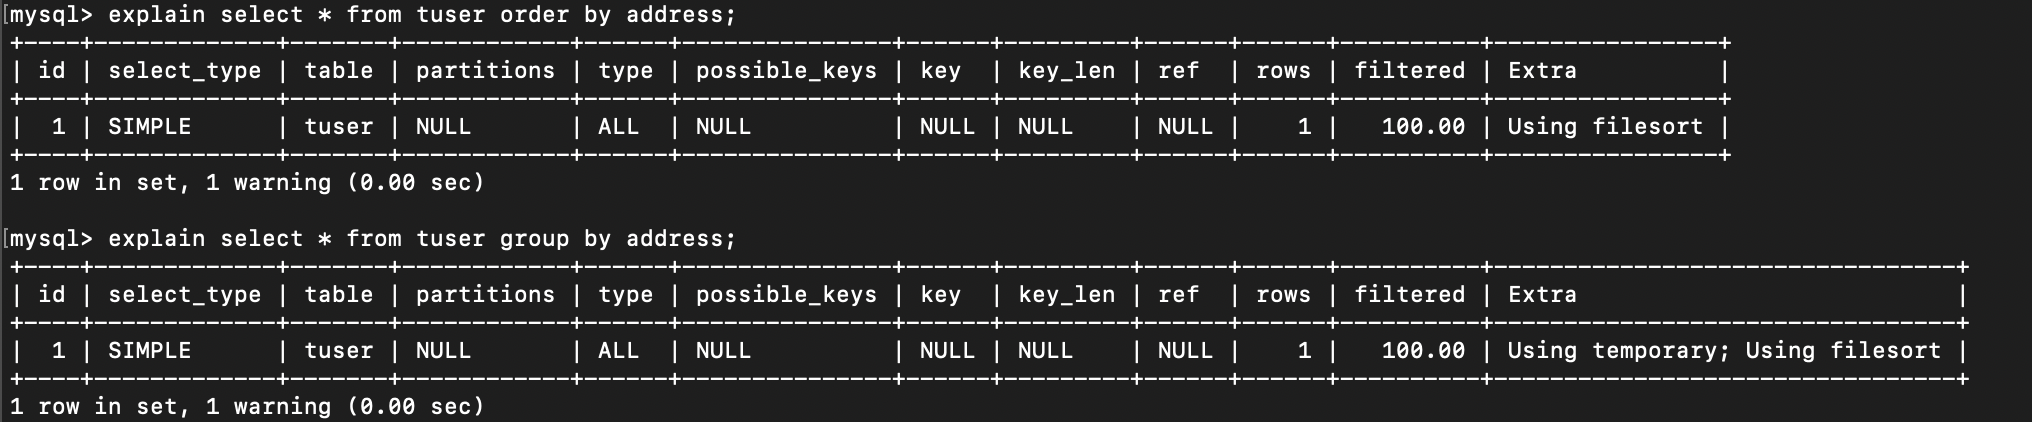 [mysql> explain select * from tuser order by address;
+----+-------------+-------+------------+------+---------------+------+---------+------+------+----------+----------------+
| id | select_type | table | partitions | type | possible_keys | key  | key_len | ref  | rows | filtered | Extra          |
+----+-------------+-------+------------+------+---------------+------+---------+------+------+----------+----------------+
|  1 | SIMPLE      | tuser | NULL       | ALL  | NULL          | NULL | NULL    | NULL |    1 |   100.00 | Using filesort |
+----+-------------+-------+------------+------+---------------+------+---------+------+------+----------+----------------+
1 row in set, 1 warning (0.00 sec)

[mysql> explain select * from tuser group by address;
+----+-------------+-------+------------+------+---------------+------+---------+------+------+----------+---------------------------------+
| id | select_type | table | partitions | type | possible_keys | key  | key_len | ref  | rows | filtered | Extra                           |
+----+-------------+-------+------------+------+---------------+------+---------+------+------+----------+---------------------------------+
|  1 | SIMPLE      | tuser | NULL       | ALL  | NULL          | NULL | NULL    | NULL |    1 |   100.00 | Using temporary; Using filesort |
+----+-------------+-------+------------+------+---------------+------+---------+------+------+----------+---------------------------------+
1 row in set, 1 warning (0.00 sec)